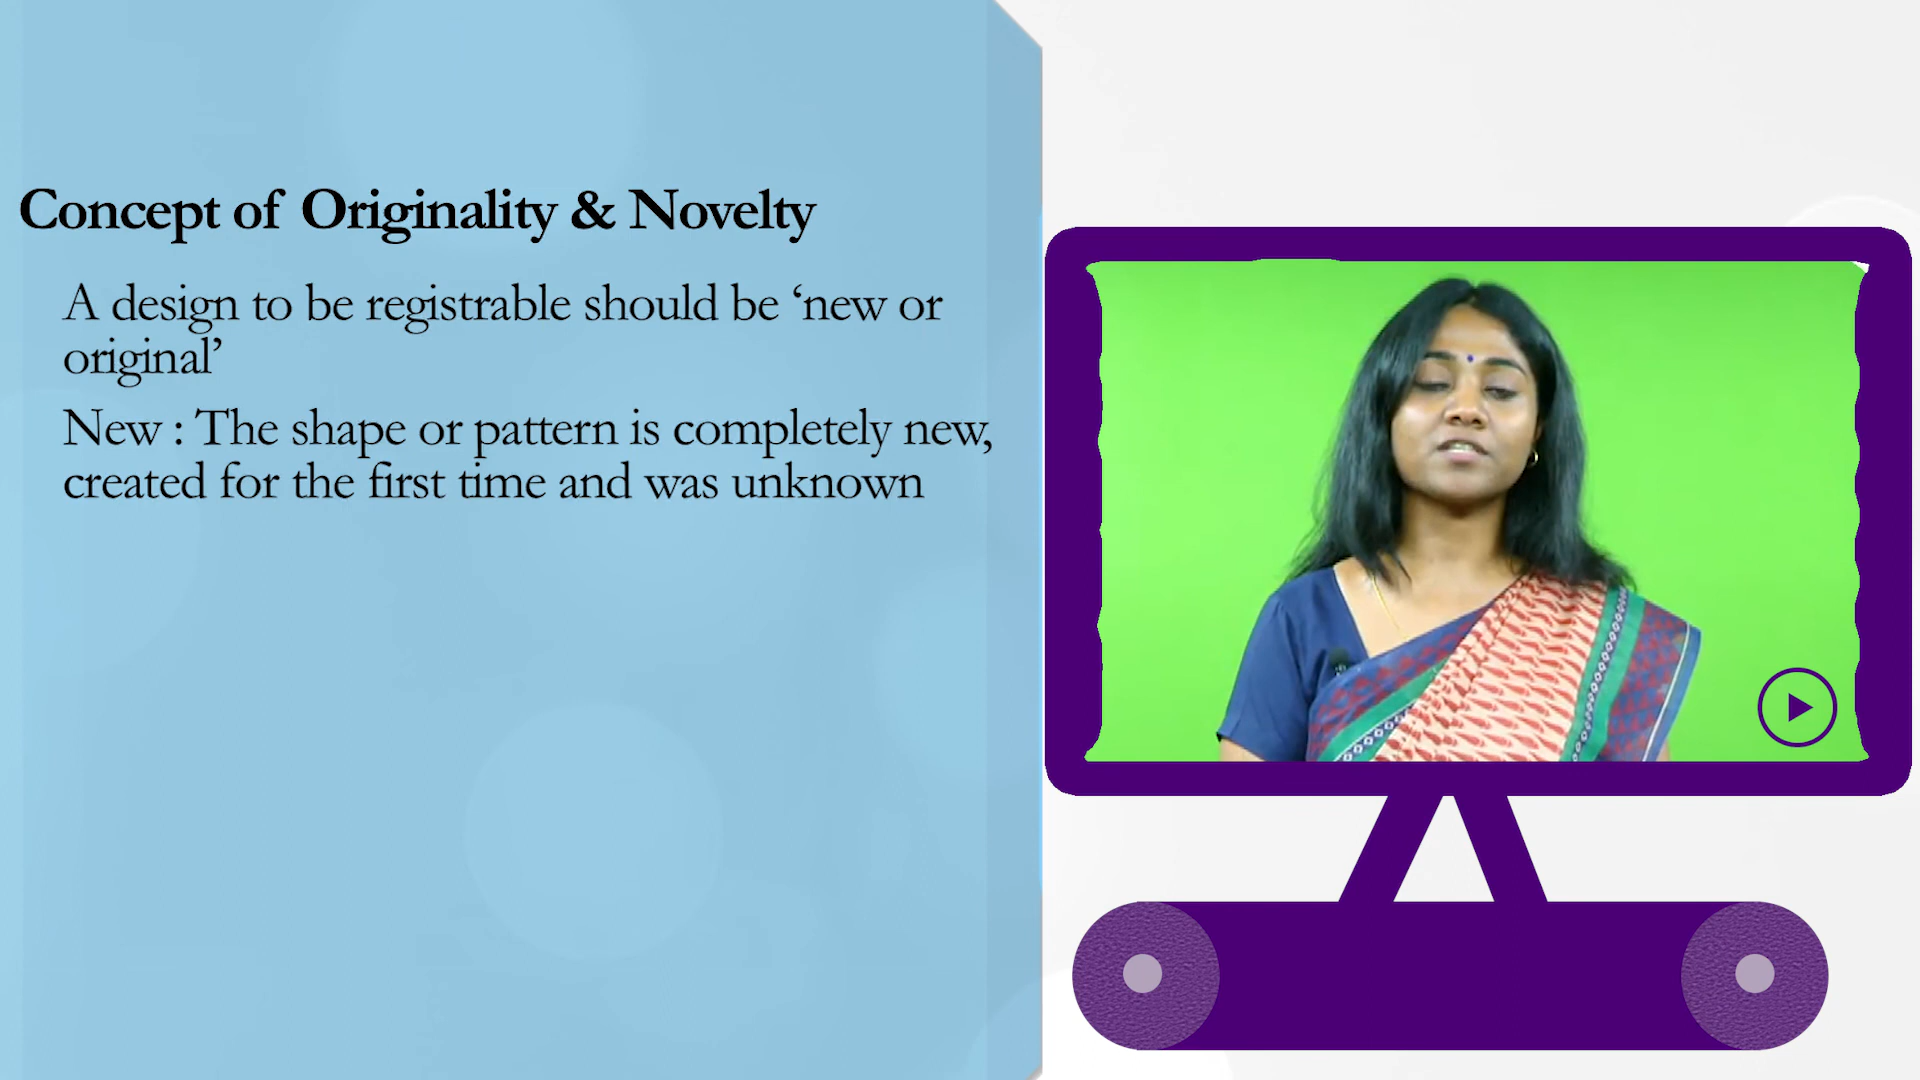 Concept of Originality & Novelty
A design to be registrable should be ‘new or
original’
New : The shape or pattern is completely new,
created for the first time and was unknown